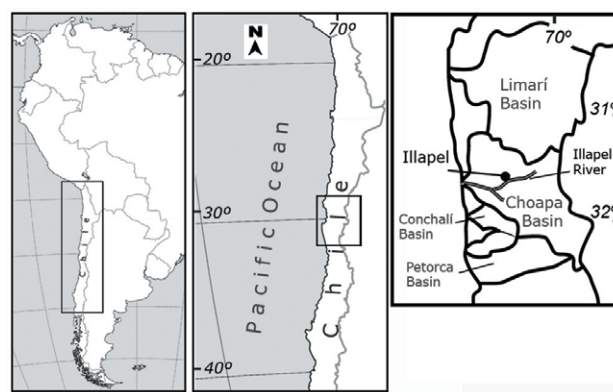 Chile
70º
N
20º
30º
40º
Pacific Ocean
Chile
70º
Limarí
Basin
31º
Illapel
Illapel
River
Choapa
Basin
32º
Conchalí
Basin
Petorca
Basin